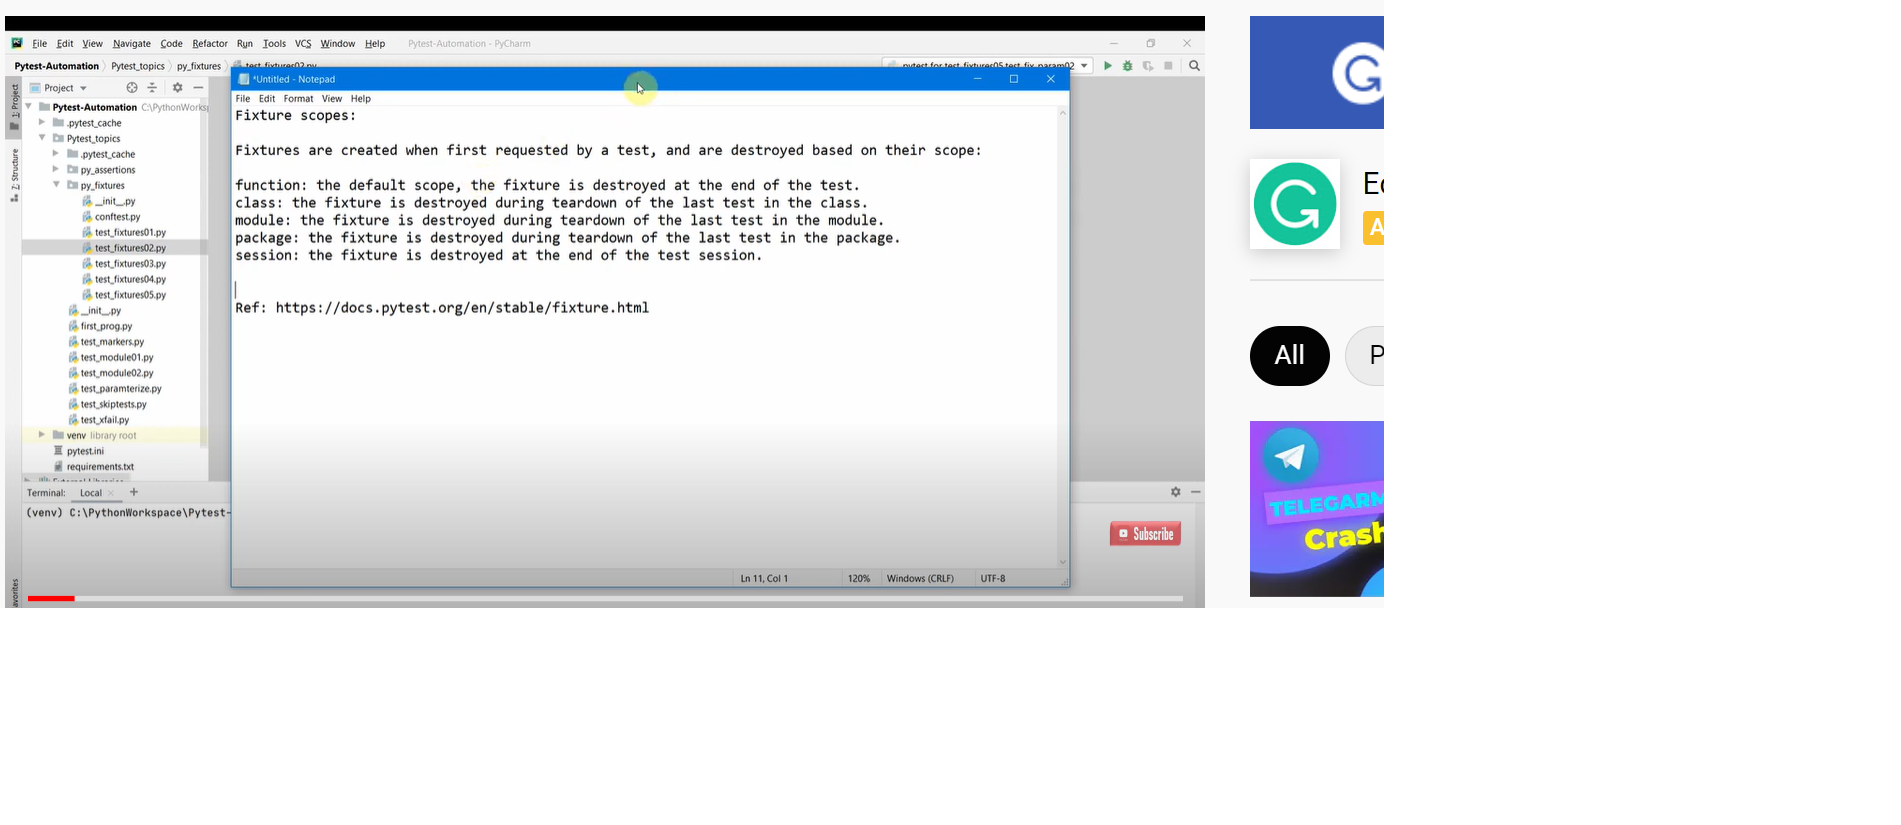 File Edit View Navigate Code Refactor Run Tools VCS Window Help Pytest-Automation - PyCharm
Pytest-Automation Pytest_topics py_fixtures test_fixtures02.py pytest for test_fixtures05.test_fix_param02
*Untitled - Notepad
File Edit Format View Help
Fixture scopes:
Fixtures are created when first requested by a test, and are destroyed based on their scope:
function: the default scope, the fixture is destroyed at the end of the test.
class: the fixture is destroyed during teardown of the last test in the class.
module: the fixture is destroyed during teardown of the last test in the module.
package: the fixture is destroyed during teardown of the last test in the package.
session: the fixture is destroyed at the end of the test session.
Ref: https://docs.pytest.org/en/stable/fixture.html
Ln 11, Col 1 120% Windows (CRLF) UTF-8
1: Project
Z: Structure
Project
Pytest-Automation C:\PythonWorks
.pytest_cache
Pytest_topics
.pytest_cache
py_assertions
py_fixtures
__init__.py
conftest.py
test_fixtures01.py
test_fixtures02.py
test_fixtures03.py
test_fixtures04.py
test_fixtures05.py
__init__.py
first_prog.py
test_markers.py
test_module01.py
test_module02.py
test_paramterize.py
test_skiptests.py
test_xfail.py
venv library root
pytest.ini
requirements.txt
External Libraries
Terminal: Local
(venv) C:\PythonWorkspace\Pytest-
avorites
Subscribe
All P
TELEGARM
Crash